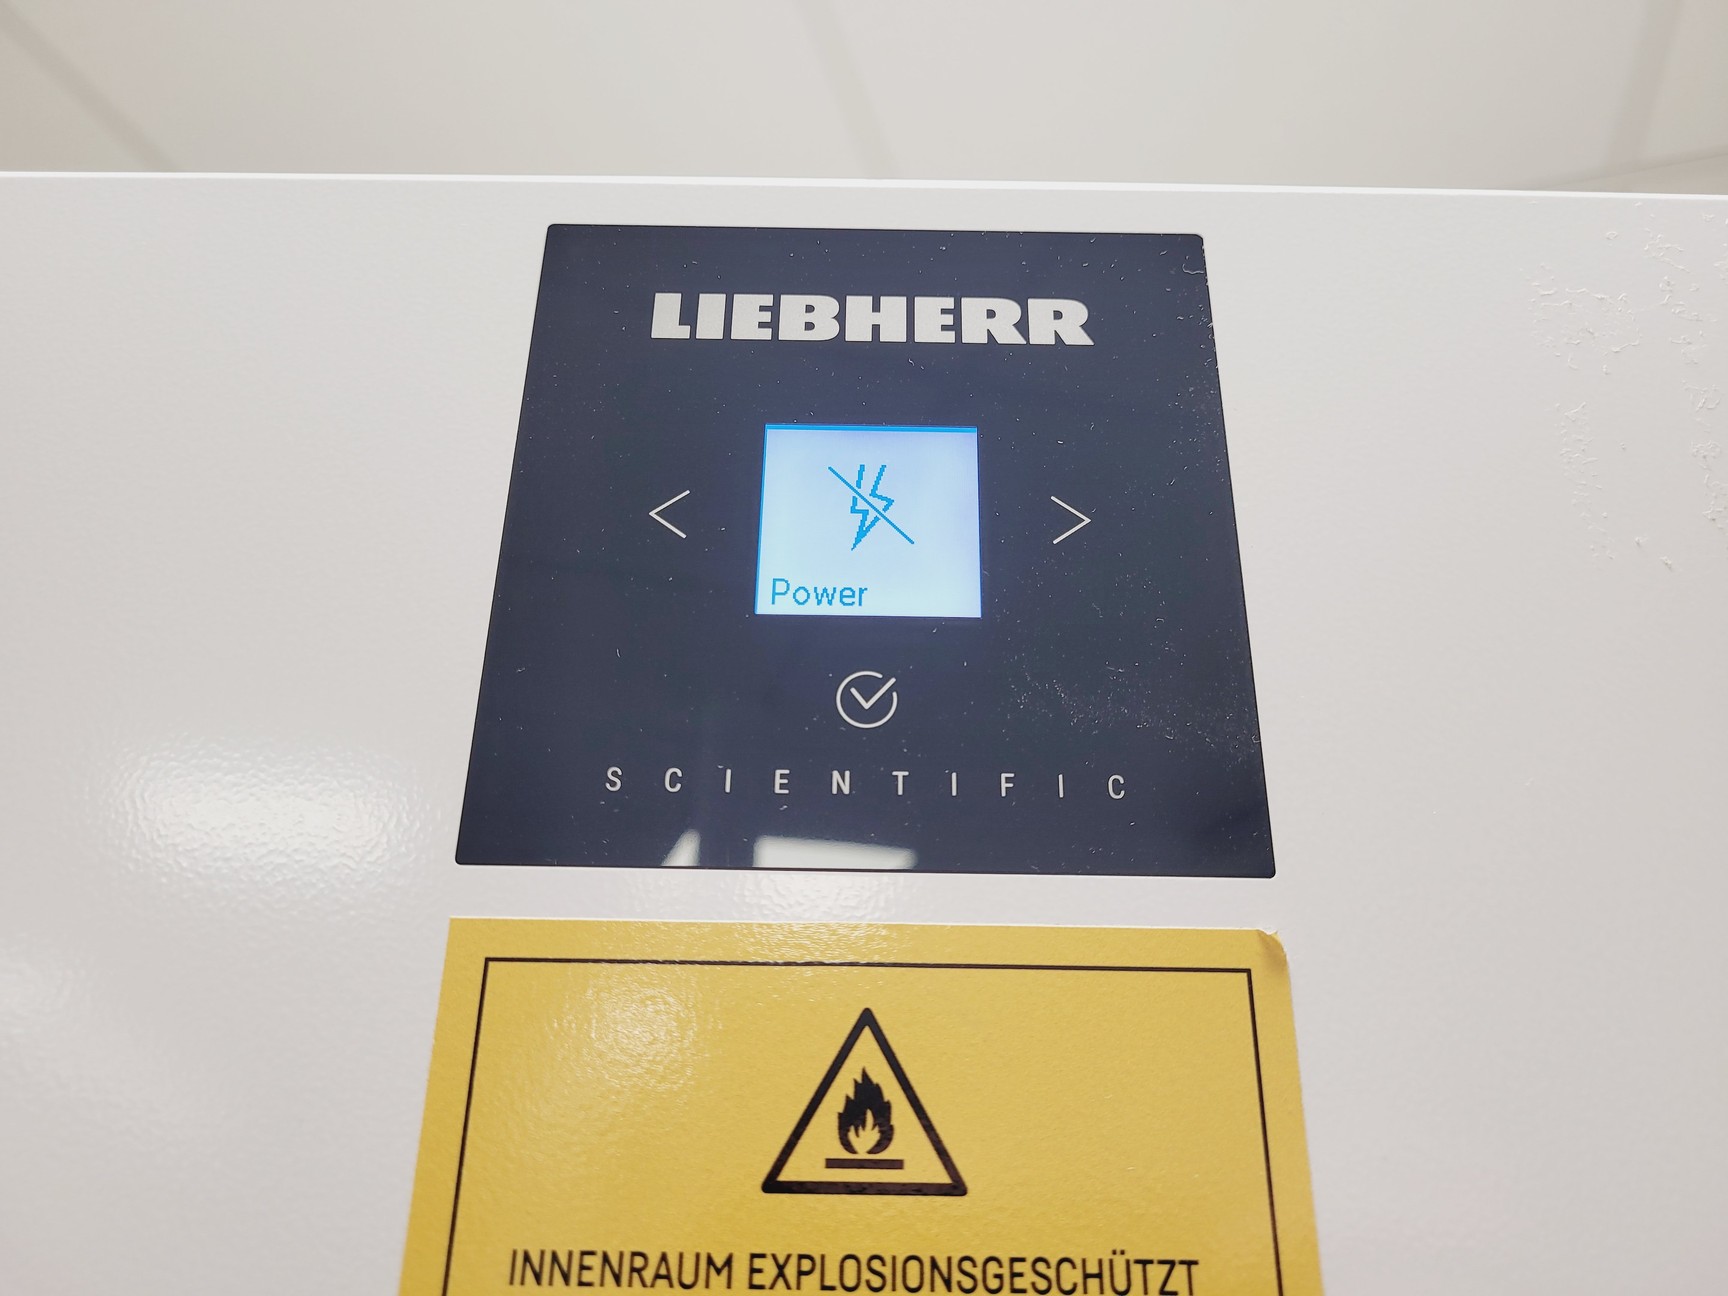 LIEBHERR
Power
SCIENTIFIC
INNENRAUM EXPLOSIONSGESCHÜTZT